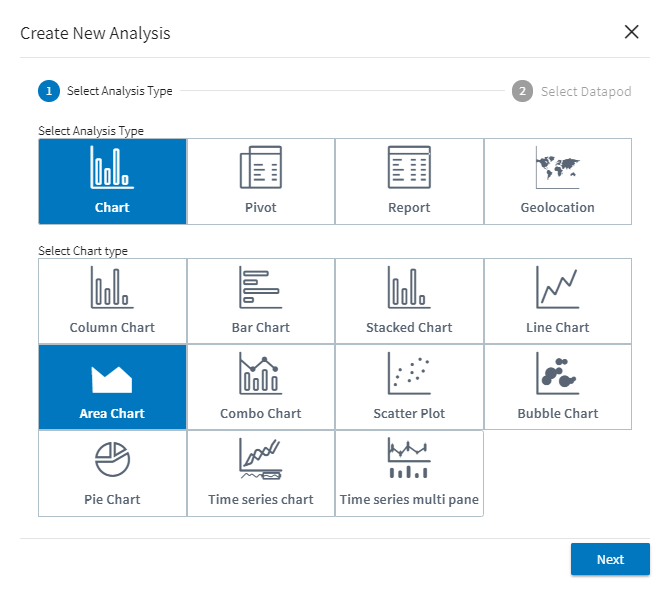 Create New Analysis
1 Select Analysis Type 2 Select Datapod
Select Analysis Type
Chart Pivot Report Geolocation
Select Chart type
Column Chart Bar Chart Stacked Chart Line Chart
Area Chart Combo Chart Scatter Plot Bubble Chart
Pie Chart Time series chart Time series multi pane
Next